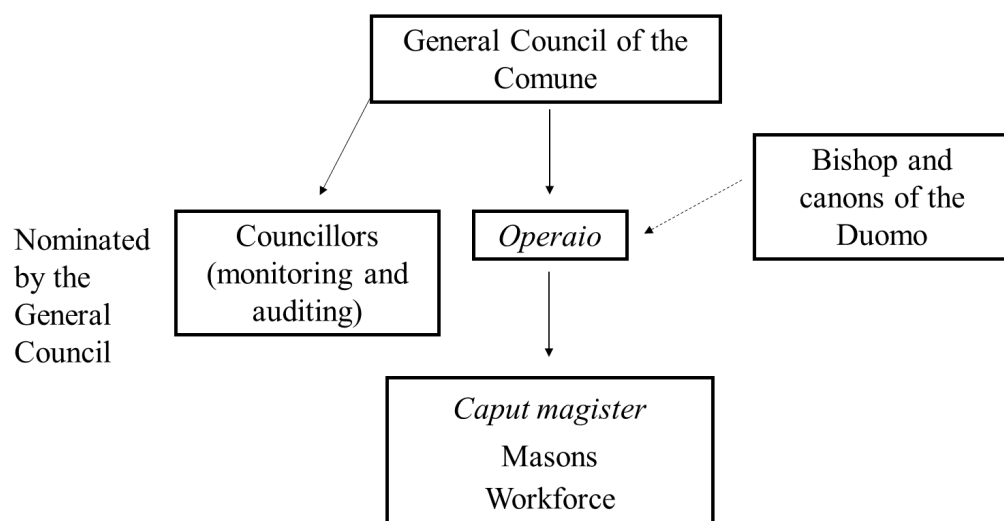 General Council of the
Comune
Bishop and
canons of the
Duomo
Nominated
by the
General
Council
Councillors
(monitoring and
auditing)
Operaio
Caput magister
Masons
Workforce